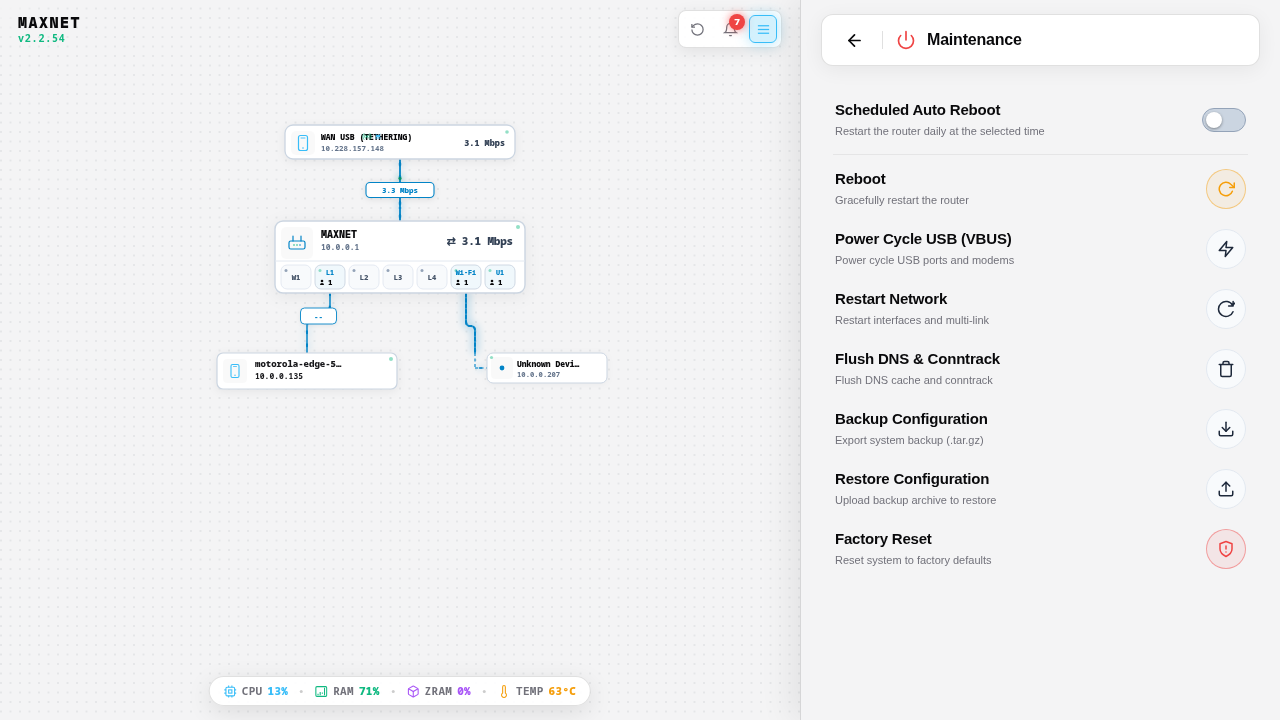 MAXNET
v2.2.54
7
WAN USB (TETHERING)
10.228.157.148
3.1 Mbps
3.3 Mbps
MAXNET
10.0.0.1
⇄ 3.1 Mbps
W1
L1
1
L2
L3
L4
Wi-Fi
1
U1
1
--
motorola-edge-5…
10.0.0.135
Unknown Devi…
10.0.0.207
CPU 13% • RAM 71% • ZRAM 0% • TEMP 63°C
Maintenance
Scheduled Auto Reboot
Restart the router daily at the selected time
Reboot
Gracefully restart the router
Power Cycle USB (VBUS)
Power cycle USB ports and modems
Restart Network
Restart interfaces and multi-link
Flush DNS & Conntrack
Flush DNS cache and conntrack
Backup Configuration
Export system backup (.tar.gz)
Restore Configuration
Upload backup archive to restore
Factory Reset
Reset system to factory defaults